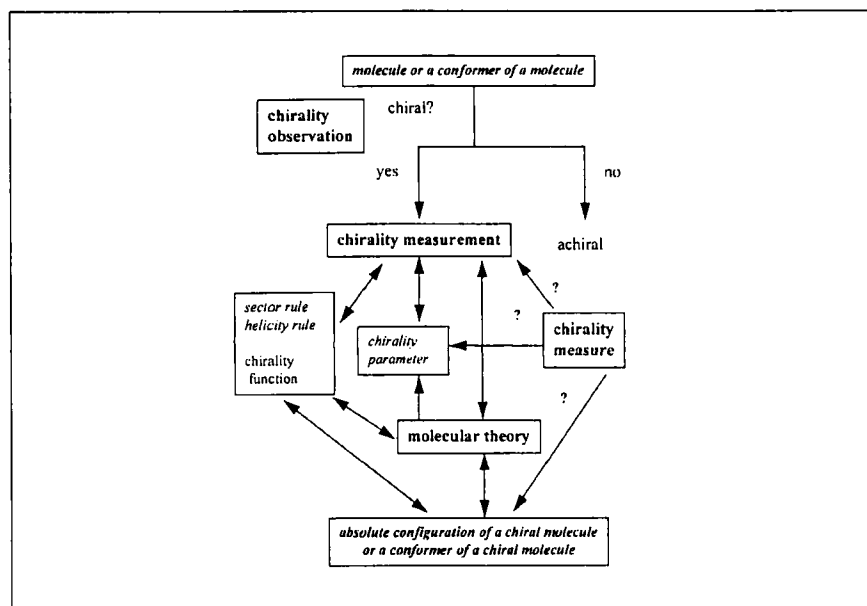 molecule or a conformer of a molecule
chiral?
chirality
observation
yes
no
chirality measurement
achiral
?
sector rule
helicity rule
chirality
function
chirality
parameter
?
chirality
measure
?
molecular theory
absolute configuration of a chiral molecule
or a conformer of a chiral molecule